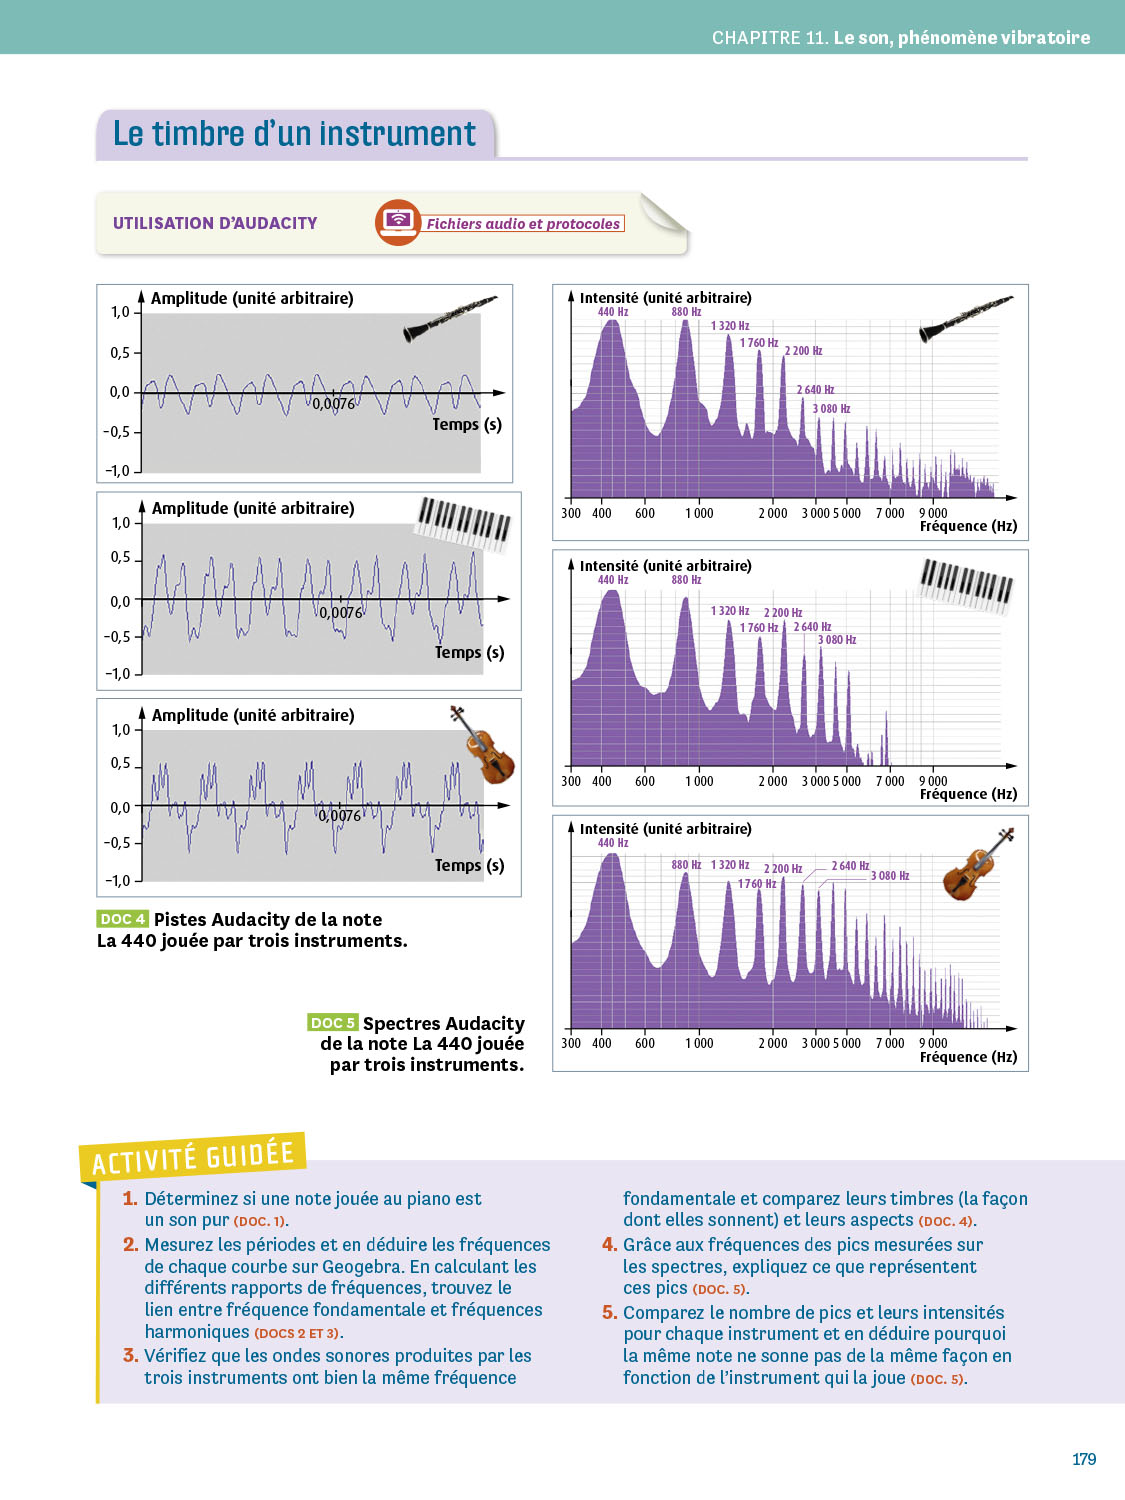 CHAPITRE 11. Le son, phénomène vibratoire
Le timbre d'un instrument
UTILISATION D'AUDACITY
Fichiers audio et protocoles
Amplitude (unité arbitraire)
1,0
0,5
0,0
0,0076
Temps (s)
–0,5
–1,0
Amplitude (unité arbitraire)
1,0
0,5
0,0
0,0076
–0,5
Temps (s)
–1,0
Amplitude (unité arbitraire)
1,0
0,5
0,0
0,0076
–0,5
Temps (s)
–1,0
DOC 4 Pistes Audacity de la note
La 440 jouée par trois instruments.
Intensité (unité arbitraire)
440 Hz 880 Hz
1 320 Hz
1 760 Hz
2 200 Hz
2 640 Hz
3 080 Hz
300 400 600 1 000 2 000 3 000 5 000 7 000 9 000
Fréquence (Hz)
Intensité (unité arbitraire)
440 Hz 880 Hz
1 320 Hz 2 200 Hz
1 760 Hz 2 640 Hz
3 080 Hz
300 400 600 1 000 2 000 3 000 5 000 7 000 9 000
Fréquence (Hz)
Intensité (unité arbitraire)
440 Hz
880 Hz 1 320 Hz 2 200 Hz 2 640 Hz
1 760 Hz 3 080 Hz
300 400 600 1 000 2 000 3 000 5 000 7 000 9 000
Fréquence (Hz)
DOC 5 Spectres Audacity
de la note La 440 jouée
par trois instruments.
ACTIVITÉ GUIDÉE
1. Déterminez si une note jouée au piano est
un son pur (DOC. 1).
2. Mesurez les périodes et en déduire les fréquences
de chaque courbe sur Geogebra. En calculant les
différents rapports de fréquences, trouvez le
lien entre fréquence fondamentale et fréquences
harmoniques (DOCS 2 ET 3).
3. Vérifiez que les ondes sonores produites par les
trois instruments ont bien la même fréquence
fondamentale et comparez leurs timbres (la façon
dont elles sonnent) et leurs aspects (DOC. 4).
4. Grâce aux fréquences des pics mesurées sur
les spectres, expliquez ce que représentent
ces pics (DOC. 5).
5. Comparez le nombre de pics et leurs intensités
pour chaque instrument et en déduire pourquoi
la même note ne sonne pas de la même façon en
fonction de l'instrument qui la joue (DOC. 5).
179